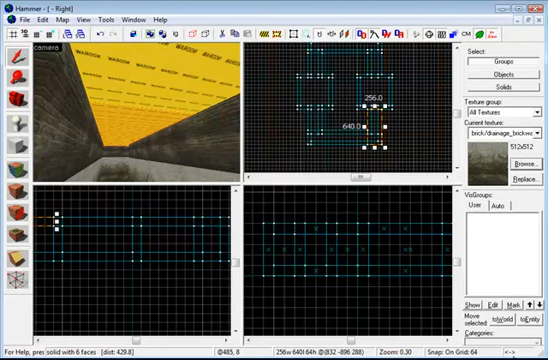 Hammer - [ - Right]
File Edit Map View Tools Window Help
3D
CM
camera
256.0
640.0
Select:
Groups
Objects
Solids
Texture group:
All Textures
Current texture:
brick/drainage_brickwa
512x512
Browse...
Replace...
VisGroups:
User Auto
Show Edit Mark
Move selected: toWorld toEntity
Categories:
For Help, pres solid with 6 faces [dist: 429.8] @485, 8 256w 640l 64h @(832 -896 288) Zoom: 0.30 Snap: On Grid: 64 <->